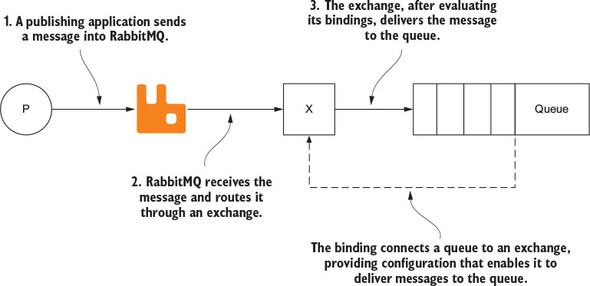 1. A publishing application sends
a message into RabbitMQ.
3. The exchange, after evaluating
its bindings, delivers the message
to the queue.
P
X
Queue
2. RabbitMQ receives the
message and routes it
through an exchange.
The binding connects a queue to an exchange,
providing configuration that enables it to
deliver messages to the queue.